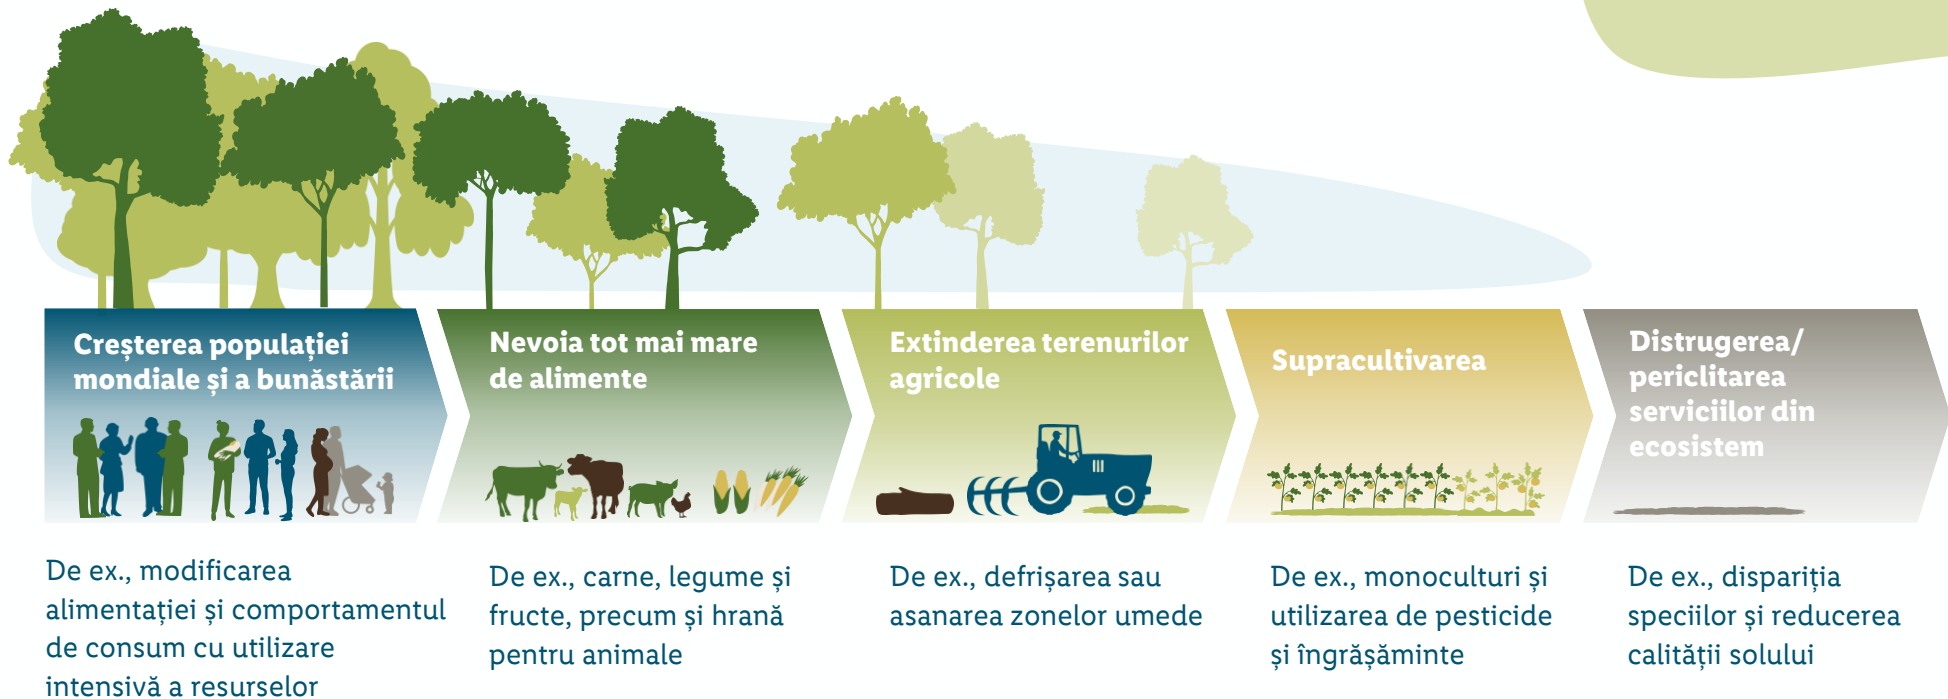 Creșterea populației
mondiale și a bunăstării
Nevoia tot mai mare
de alimente
Extinderea terenurilor
agricole
Supracultivarea
Distrugerea/
periclitarea
serviciilor din
ecosistem
De ex., modificarea
alimentației și comportamentul
de consum cu utilizare
intensivă a resurselor
De ex., carne, legume și
fructe, precum și hrană
pentru animale
De ex., defrișarea sau
asanarea zonelor umede
De ex., monoculturi și
utilizarea de pesticide
și îngrășăminte
De ex., dispariția
speciilor și reducerea
calității solului